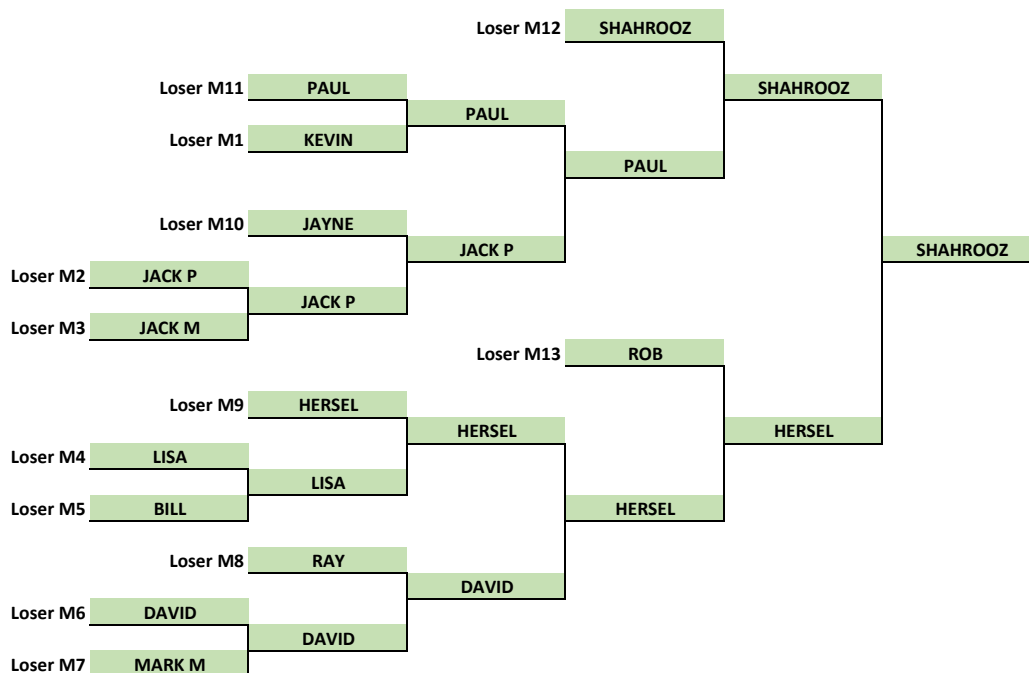 Loser M12 SHAHROOZ
Loser M11 PAUL SHAHROOZ
PAUL
Loser M1 KEVIN
PAUL
Loser M10 JAYNE
JACK P SHAHROOZ
Loser M2 JACK P
JACK P
Loser M3 JACK M
Loser M13 ROB
Loser M9 HERSEL
HERSEL HERSEL
Loser M4 LISA
LISA
Loser M5 BILL HERSEL
Loser M8 RAY
DAVID
Loser M6 DAVID
DAVID
Loser M7 MARK M